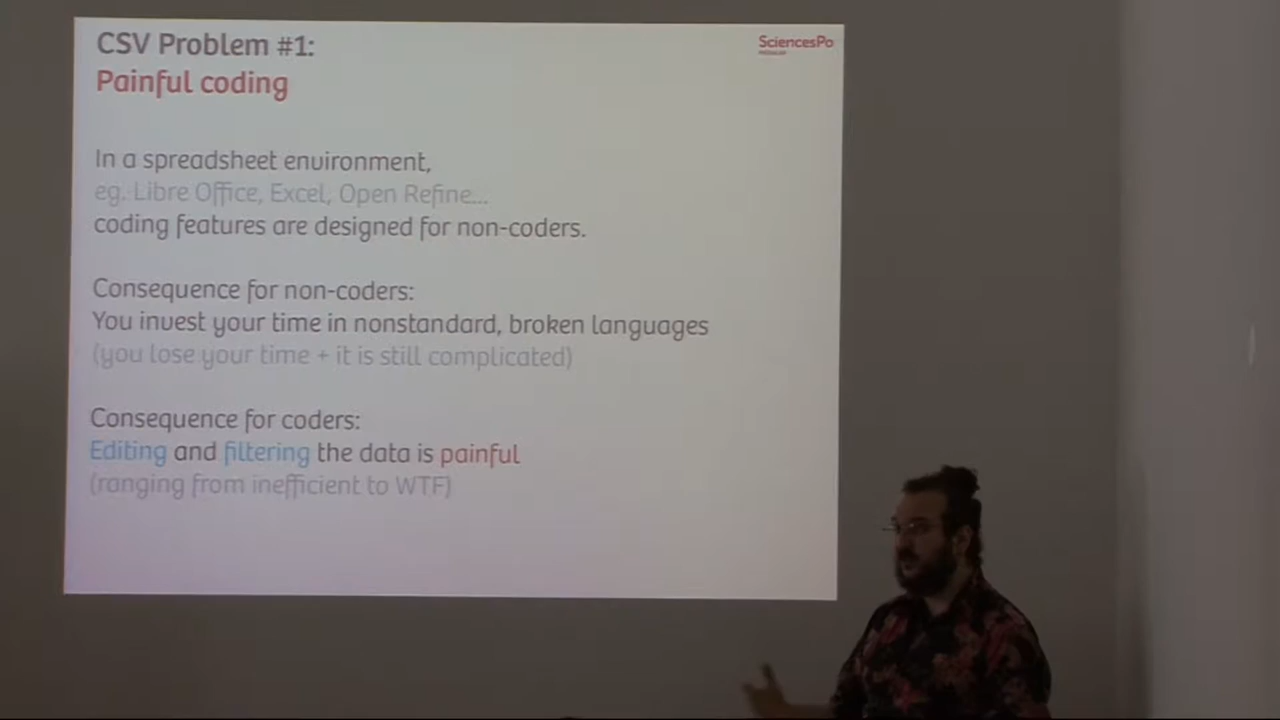 CSV Problem #1:
SciencesPo
Painful coding
In a spreadsheet environment,
eg. Libre Office, Excel, Open Refine...
coding features are designed for non-coders.
Consequence for non-coders:
You invest your time in nonstandard, broken languages
(you lose your time + it is still complicated)
Consequence for coders:
Editing and filtering the data is painful
(ranging from inefficient to WTF)